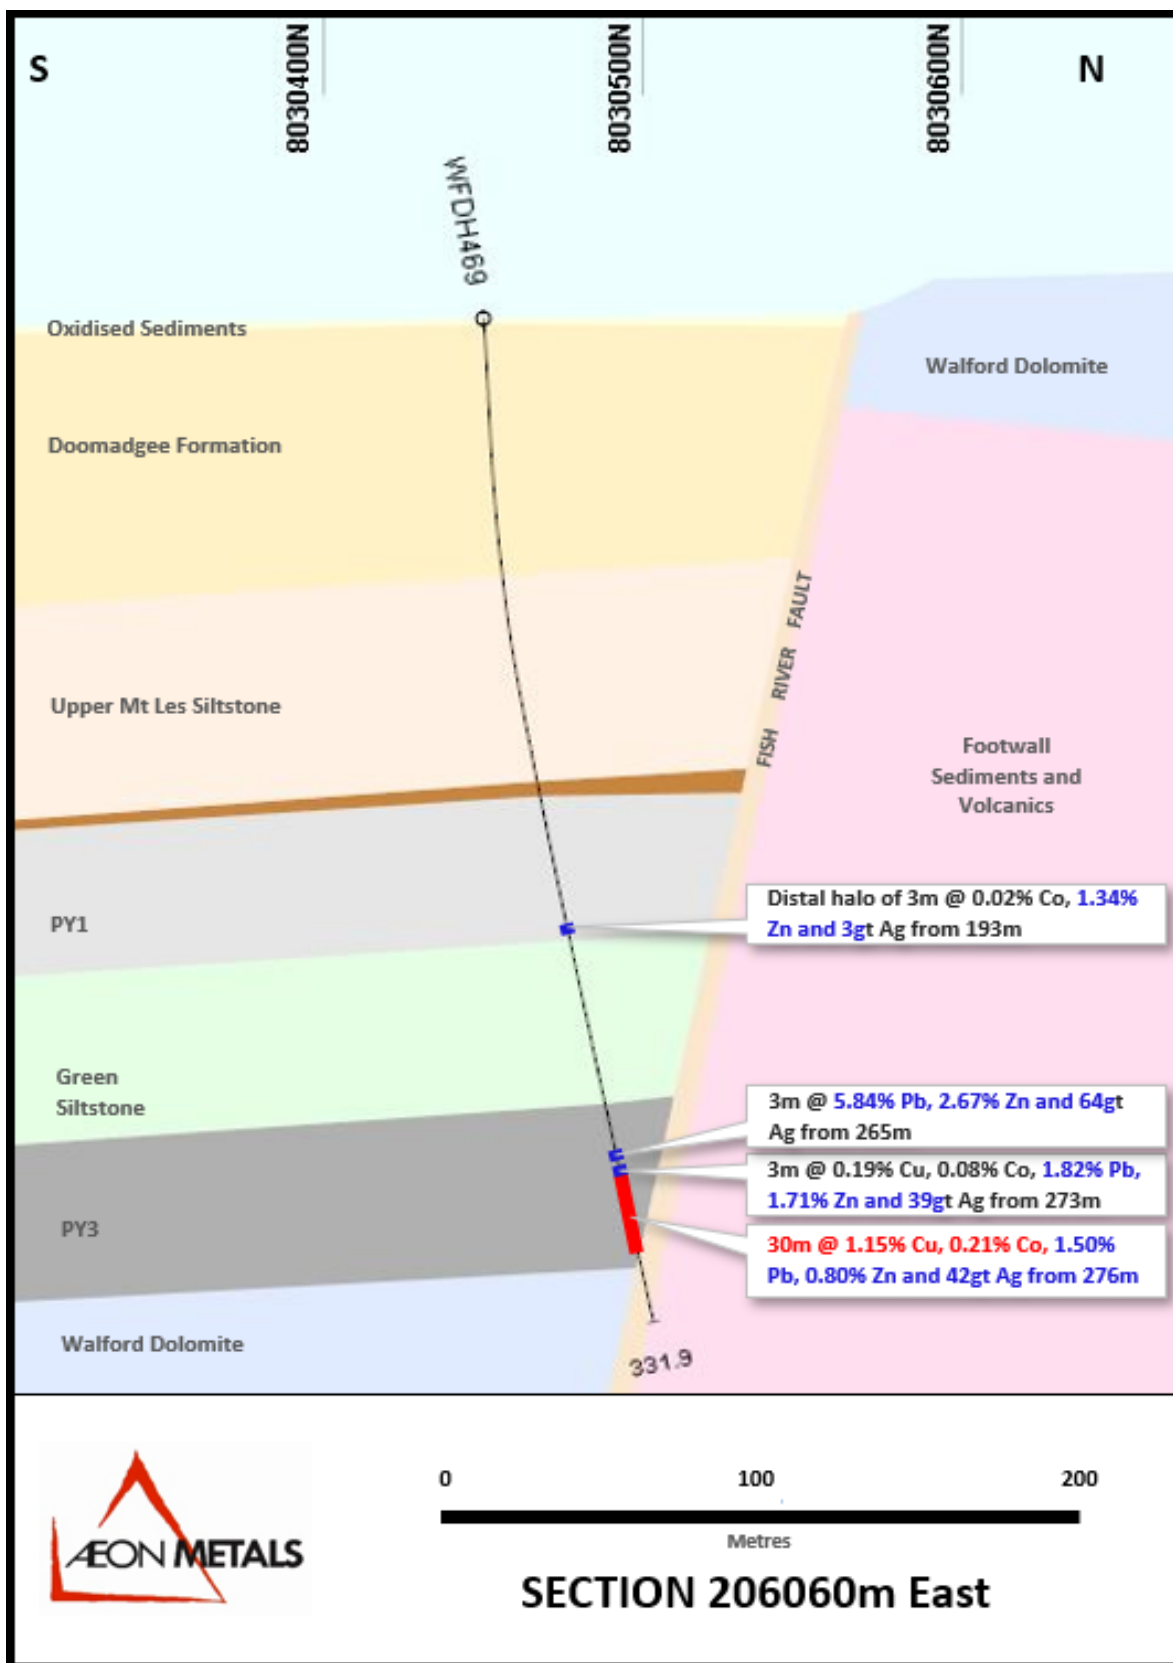 S
8030400N
8030500N
8030600N
N
WFDH469
Oxidised Sediments
Walford Dolomite
Doomadgee Formation
FISH RIVER FAULT
Upper Mt Les Siltstone
Footwall
Sediments and
Volcanics
Distal halo of 3m @ 0.02% Co, 1.34%
Zn and 3gt Ag from 193m
PY1
Green
Siltstone
3m @ 5.84% Pb, 2.67% Zn and 64gt
Ag from 265m
3m @ 0.19% Cu, 0.08% Co, 1.82% Pb,
1.71% Zn and 39gt Ag from 273m
PY3
30m @ 1.15% Cu, 0.21% Co, 1.50%
Pb, 0.80% Zn and 42gt Ag from 276m
Walford Dolomite
331.9
0 100 200
Metres
ÆON METALS
SECTION 206060m East